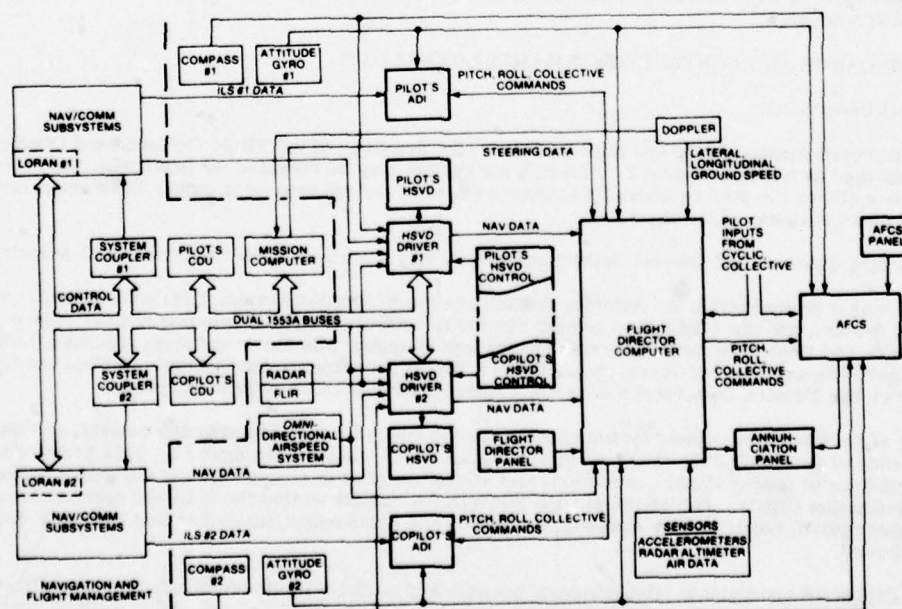 COMPASS
#1
ATTITUDE
GYRO
#1
ILS #1 DATA
PILOT S
ADI
PITCH, ROLL, COLLECTIVE
COMMANDS
NAV/COMM
SUBSYSTEMS
LORAN #1
DOPPLER
STEERING DATA
LATERAL
LONGITUDINAL
GROUND SPEED
PILOT S
HSVD
PILOT
INPUTS
FROM
CYCLIC,
COLLECTIVE
AFCS
PANEL
SYSTEM
COUPLER
#1
PILOT S
CDU
MISSION
COMPUTER
HSVD
DRIVER
#1
NAV DATA
PILOT S
HSVD
CONTROL
CONTROL
DATA
DUAL 1553A BUSES
FLIGHT
DIRECTOR
COMPUTER
AFCS
SYSTEM
COUPLER
#2
COPILOT S
CDU
RADAR
FLIR
HSVD
DRIVER
#2
COPILOT S
HSVD
CONTROL
NAV DATA
PITCH, ROLL
COLLECTIVE
COMMANDS
OMNI-
DIRECTIONAL
AIRSPEED
SYSTEM
COPILOT S
HSVD
FLIGHT
DIRECTOR
PANEL
ANNUN-
CIATION
PANEL
LORAN #2
NAV/COMM
SUBSYSTEMS
NAV DATA
ILS #2 DATA
COPILOT S
ADI
PITCH, ROLL, COLLECTIVE
COMMANDS
SENSORS
ACCELEROMETERS
RADAR ALTIMETER
AIR DATA
NAVIGATION AND
FLIGHT MANAGEMENT
COMPASS
#2
ATTITUDE
GYRO
#2